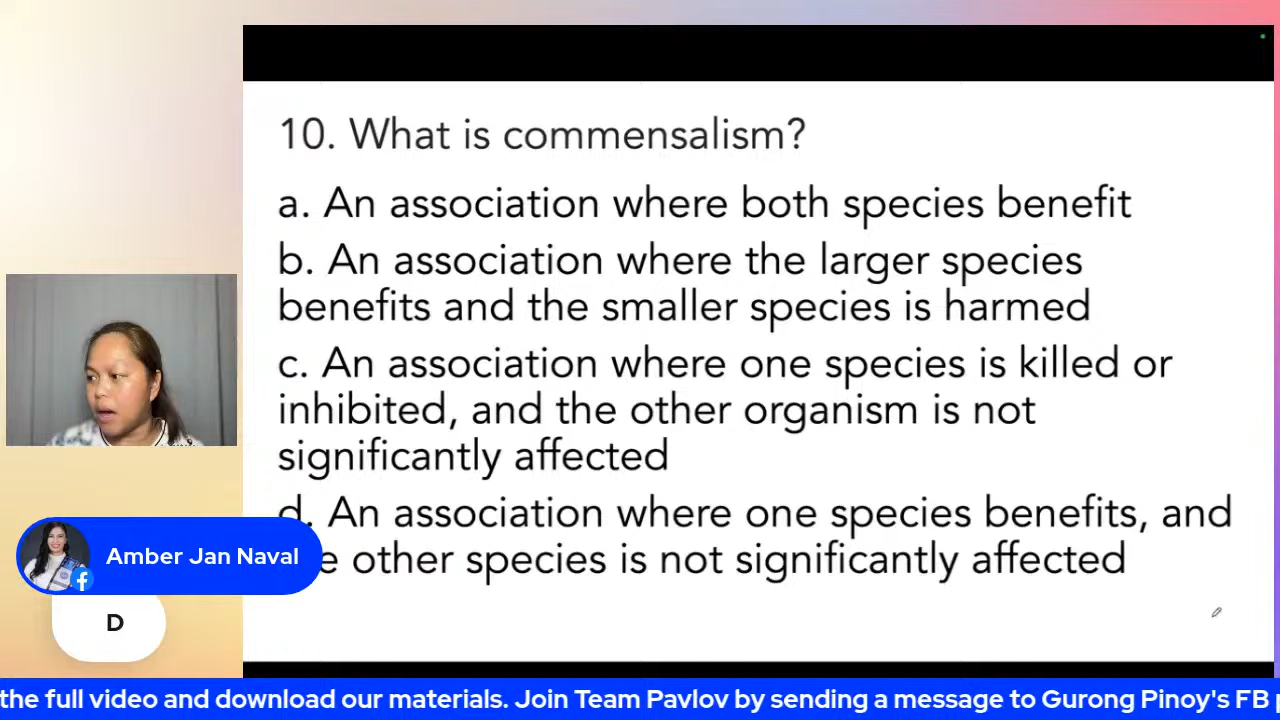 10. What is commensalism?
a. An association where both species benefit
b. An association where the larger species
benefits and the smaller species is harmed
c. An association where one species is killed or
inhibited, and the other organism is not
significantly affected
d. An association where one species benefits, and
e other species is not significantly affected
Amber Jan Naval
D
the full video and download our materials. Join Team Pavlov by sending a message to Gurong Pinoy's FB